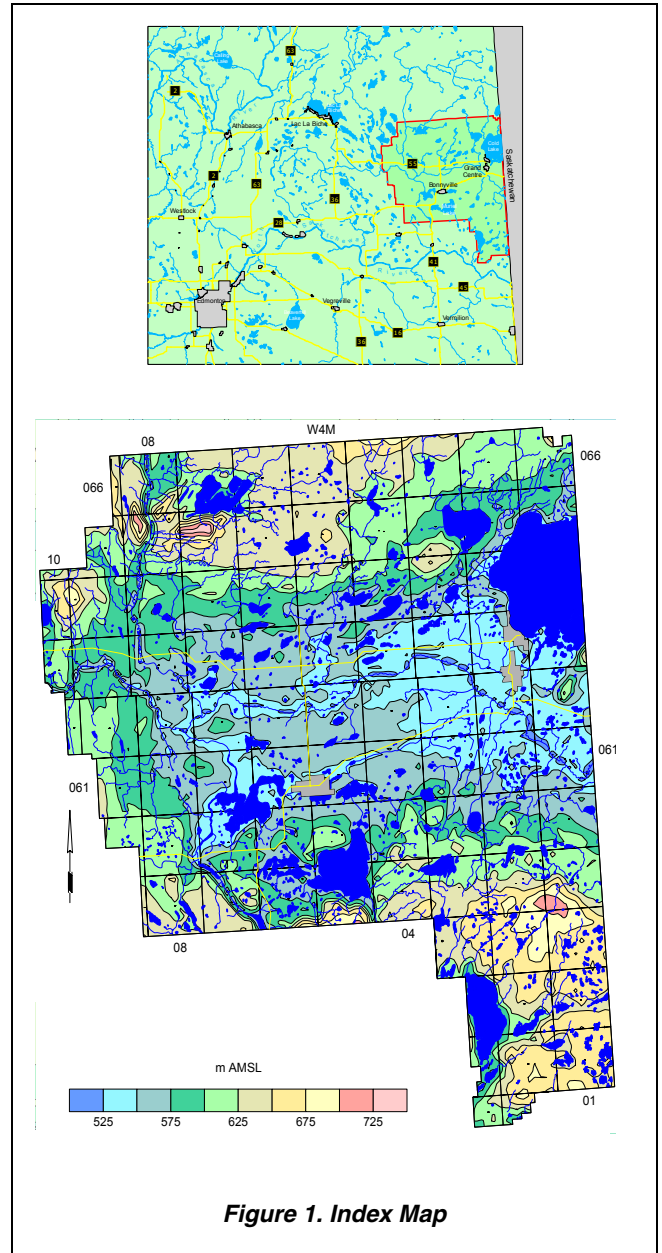 63
2
Athabasca
Lac La Biche
Cold
Lake
Saskatchewan
55
Grand
Centre
2
63
36
Bonnyville
Westlock
28
41
45
Edmonton
Vegreville
Vermilion
16
36
W4M
08
066
066
10
061
061
08
04
01
m AMSL
525
575
625
675
725
Figure 1. Index Map